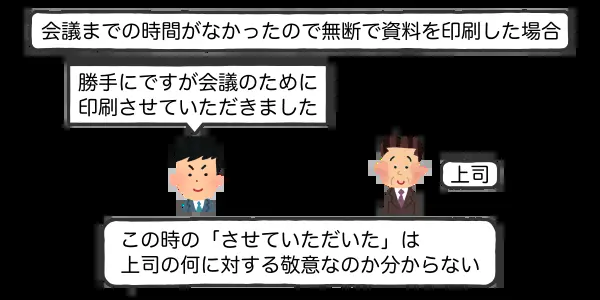 会議までの時間がなかったので無断で資料を印刷した場合
勝手にですが会議のために
印刷させていただきました
上司
この時の「させていただいた」は
上司の何に対する敬意なのか分からない